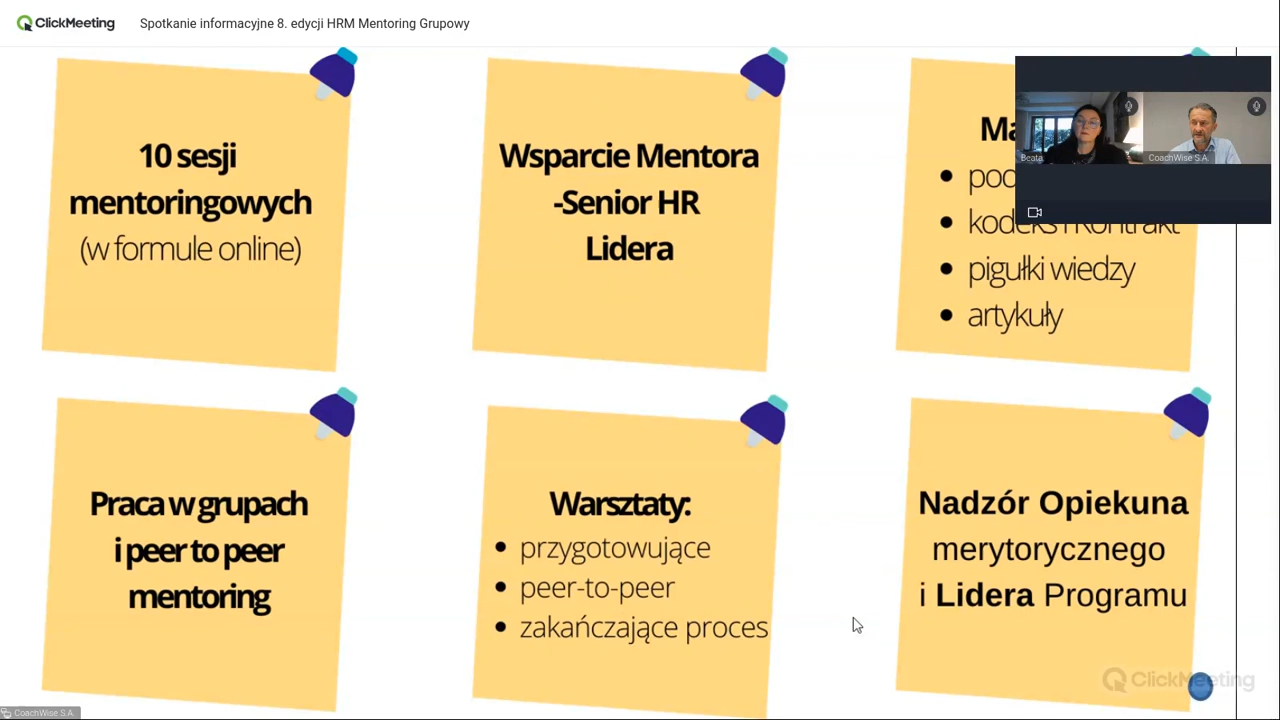 ClickMeeting
Spotkanie informacyjne 8. edycji HRM Mentoring Grupowy
10 sesji
mentoringowych
(w formule online)
Wsparcie Mentora
-Senior HR
Lidera
kodeks i kontrakt
pigułki wiedzy
artykuły
Beata
CoachWise S.A.
Praca w grupach
i peer to peer
mentoring
Warsztaty:
przygotowujące
peer-to-peer
zakańczające proces
Nadzór Opiekuna
merytorycznego
i Lidera Programu
ClickMeeting
CoachWise S.A.